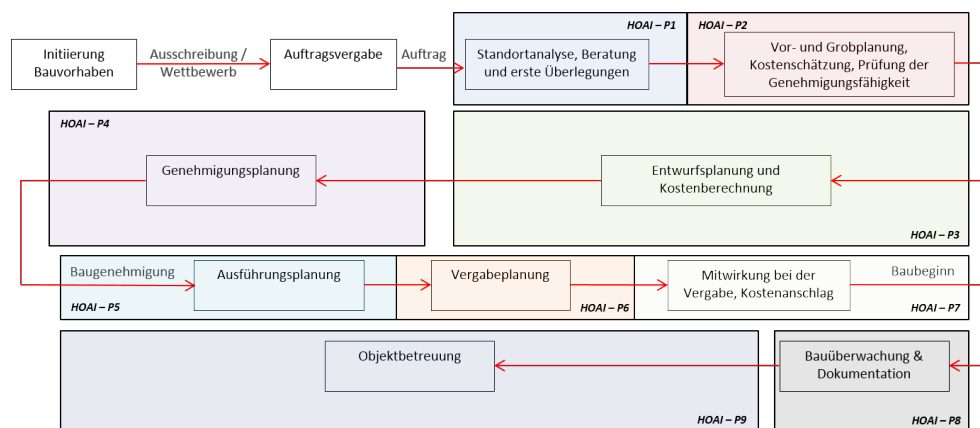 HOAI – P1
HOAI – P2
Initiierung
Bauvorhaben
Ausschreibung /
Wettbewerb
Auftragsvergabe
Auftrag
Standortanalyse, Beratung
und erste Überlegungen
Vor- und Grobplanung,
Kostenschätzung, Prüfung der
Genehmigungsfähigkeit
HOAI – P4
Genehmigungsplanung
Entwurfsplanung und
Kostenberechnung
HOAI – P3
Baugenehmigung
HOAI – P5
Ausführungsplanung
Vergabeplanung
HOAI – P6
Mitwirkung bei der
Vergabe, Kostenanschlag
Baubeginn
HOAI – P7
Objektbetreuung
HOAI – P9
Bauüberwachung &
Dokumentation
HOAI – P8